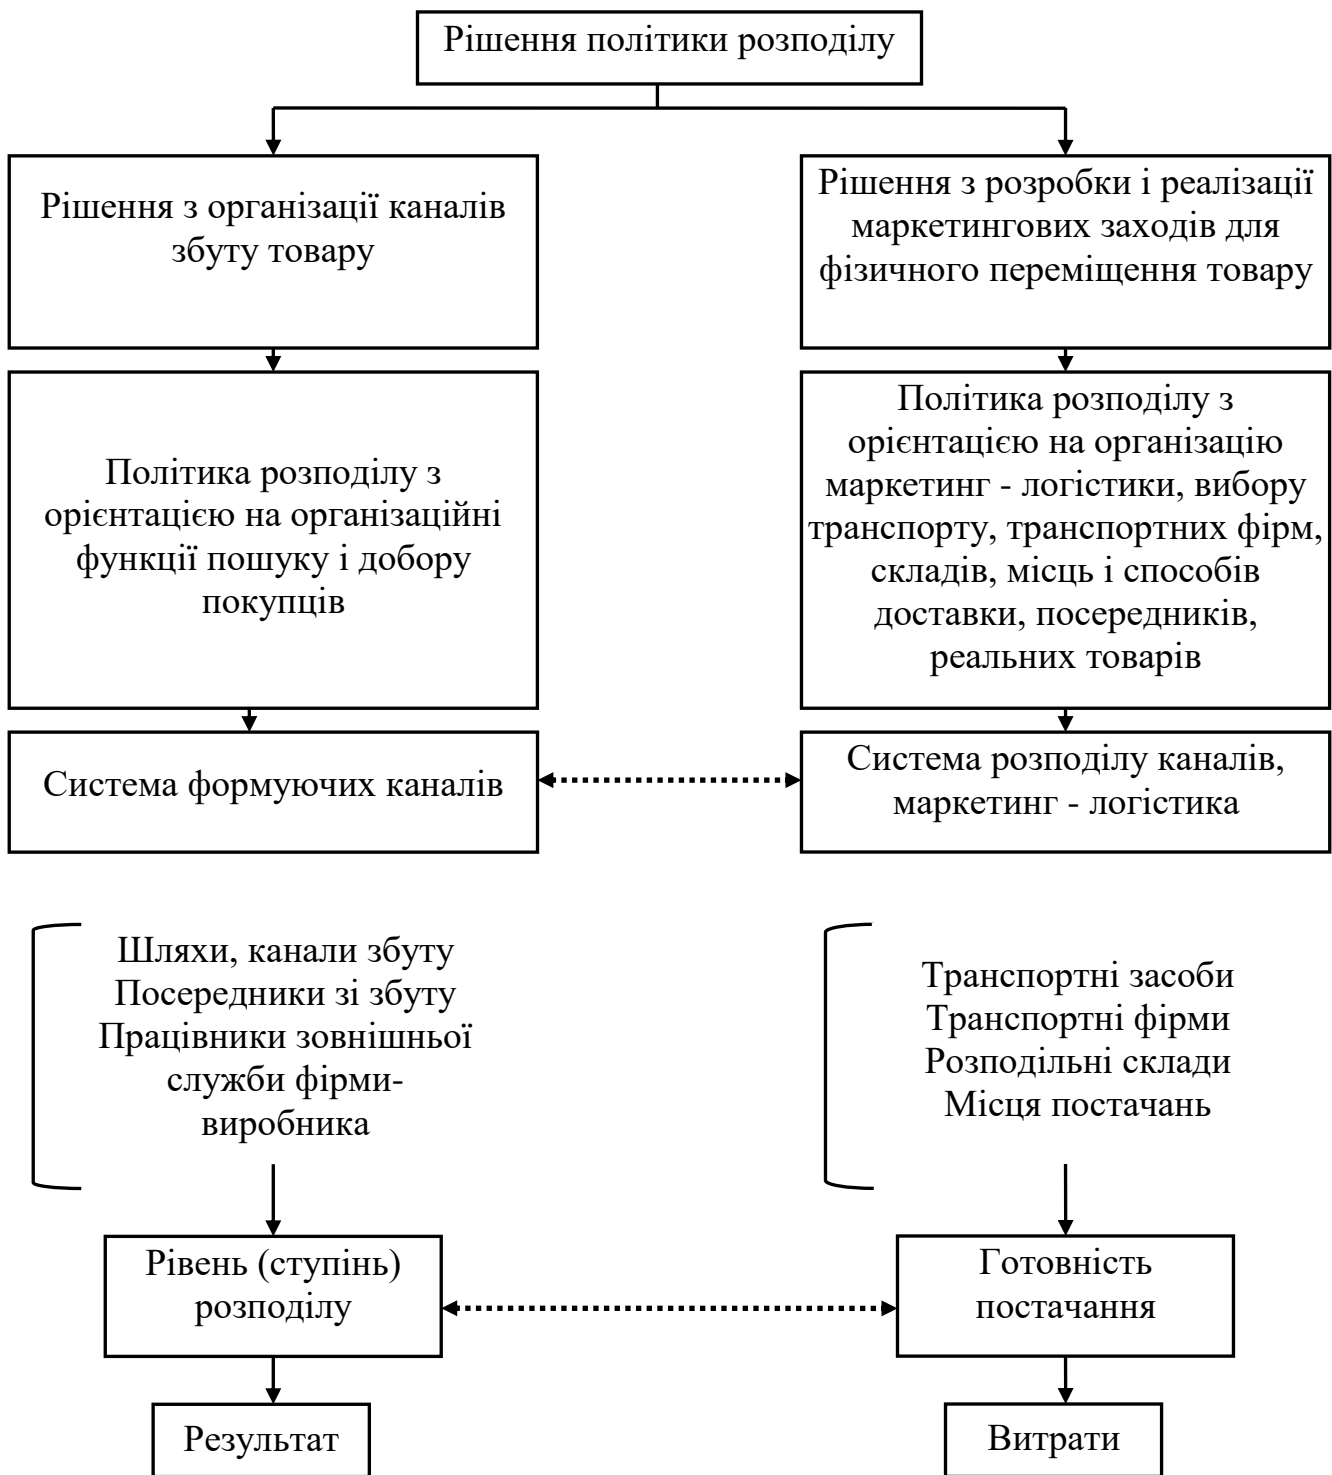 Рішення політики розподілу
Рішення з організації каналів
збуту товару
Рішення з розробки і реалізації
маркетингових заходів для
фізичного переміщення товару
Політика розподілу з
орієнтацією на організаційні
функції пошуку і добору
покупців
Політика розподілу з
орієнтацією на організацію
маркетинг - логістики, вибору
транспорту, транспортних фірм,
складів, місць і способів
доставки, посередників,
реальних товарів
Система формуючих каналів
Система розподілу каналів,
маркетинг - логістика
Шляхи, канали збуту
Посередники зі збуту
Працівники зовнішньої
служби фірми-
виробника
Транспортні засоби
Транспортні фірми
Розподільні склади
Місця постачань
Рівень (ступінь)
розподілу
Готовність
постачання
Результат
Витрати